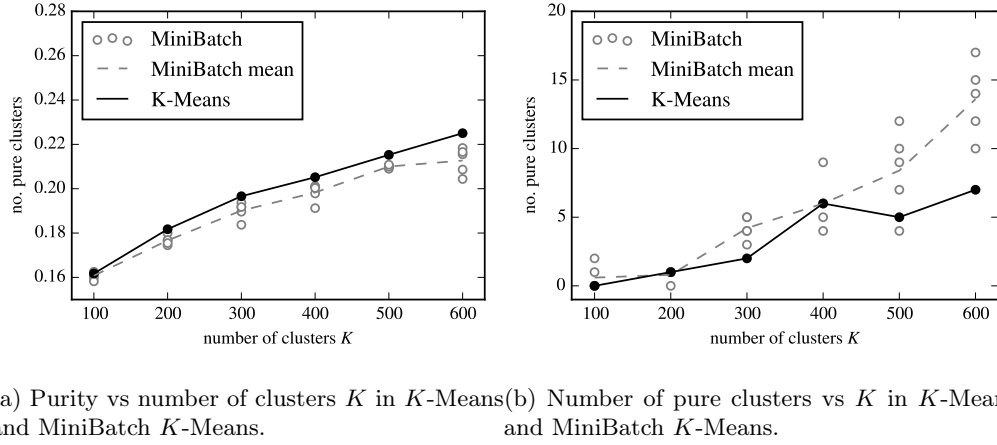 0.28
0.26
0.24
0.22
0.20
0.18
0.16
no. pure clusters
MiniBatch
MiniBatch mean
K-Means
100 200 300 400 500 600
number of clusters K
20
15
10
5
0
no. pure clusters
MiniBatch
MiniBatch mean
K-Means
100 200 300 400 500 600
number of clusters K
a) Purity vs number of clusters K in K-Means
and MiniBatch K-Means.
(b) Number of pure clusters vs K in K-Mea
and MiniBatch K-Means.